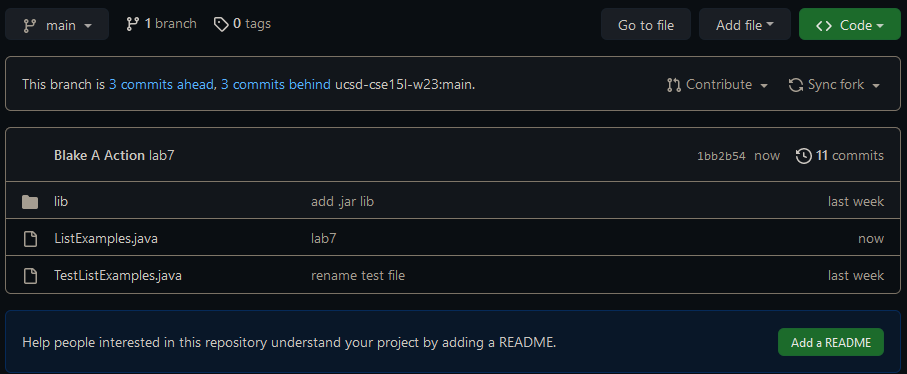 main 1 branch 0 tags Go to file Add file Code
This branch is 3 commits ahead, 3 commits behind ucsd-cse15l-w23:main. Contribute Sync fork
Blake A Action lab7 1bb2b54 now 11 commits
lib add .jar lib last week
ListExamples.java lab7 now
TestListExamples.java rename test file last week
Help people interested in this repository understand your project by adding a README. Add a README